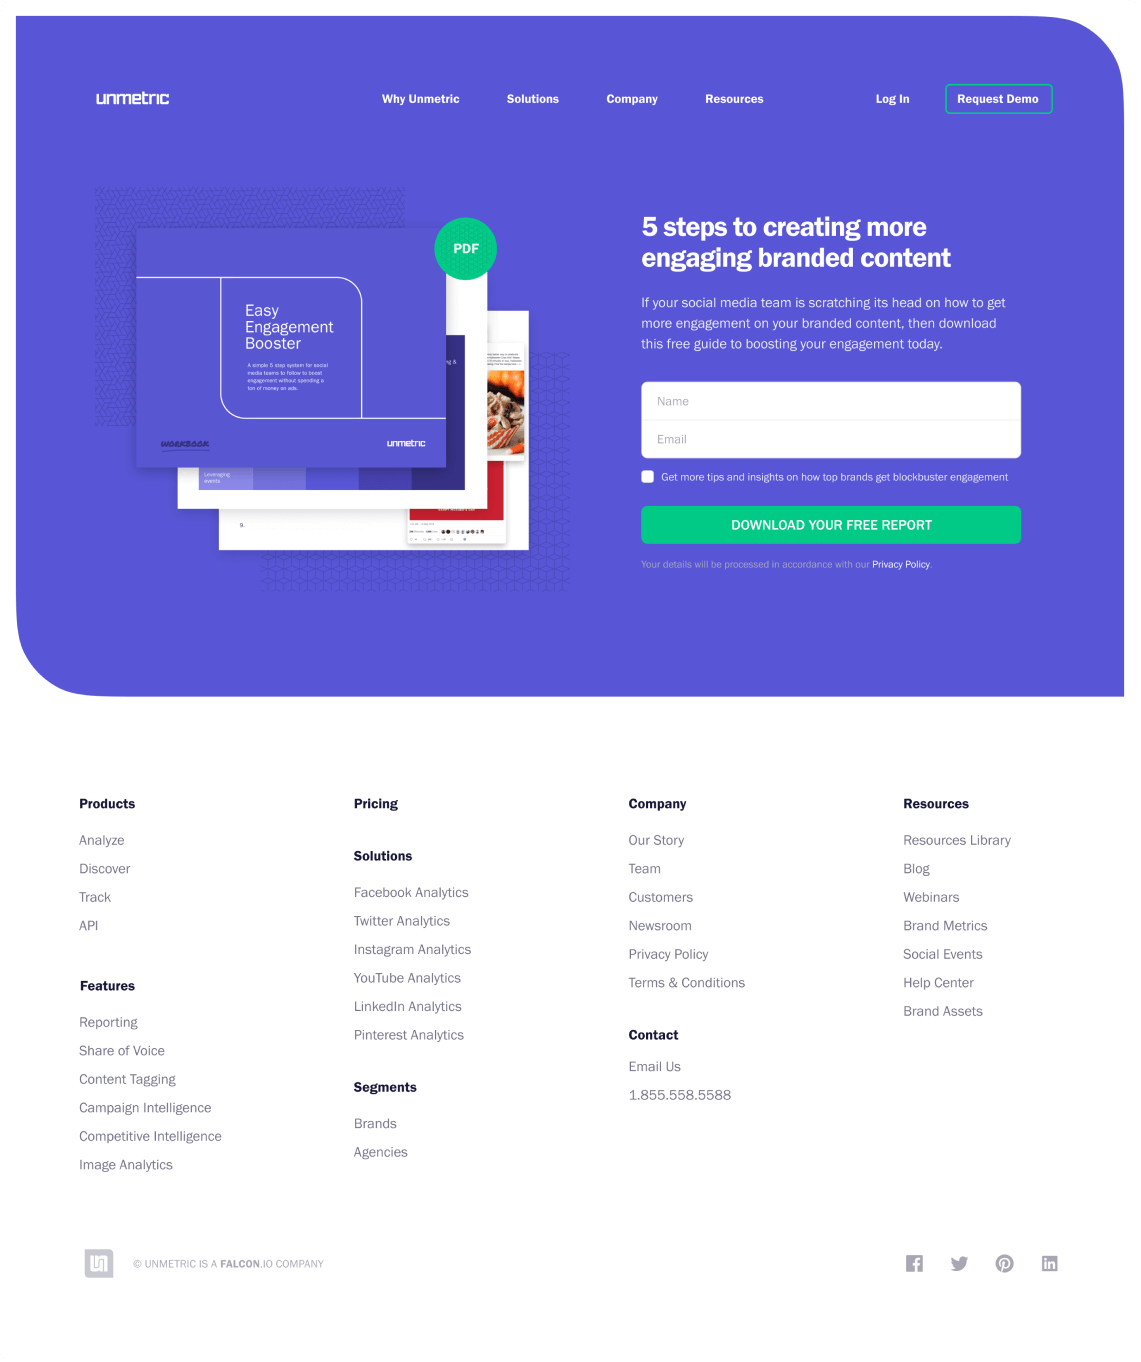 unmetric
Why Unmetric
Solutions
Company
Resources
Log In
Request Demo
PDF
Easy
Engagement
Booster
A simple 5 step system for social
media teams to follow to boost
engagement without spending a
ton of money on ads.
WORKBOOK
unmetric
Leveraging
events
9.
5 steps to creating more
engaging branded content
If your social media team is scratching its head on how to get
more engagement on your branded content, then download
this free guide to boosting your engagement today.
Name
Email
Get more tips and insights on how top brands get blockbuster engagement
DOWNLOAD YOUR FREE REPORT
Your details will be processed in accordance with our Privacy Policy.
Products
Analyze
Discover
Track
API
Features
Reporting
Share of Voice
Content Tagging
Campaign Intelligence
Competitive Intelligence
Image Analytics
Pricing
Solutions
Facebook Analytics
Twitter Analytics
Instagram Analytics
YouTube Analytics
LinkedIn Analytics
Pinterest Analytics
Segments
Brands
Agencies
Company
Our Story
Team
Customers
Newsroom
Privacy Policy
Terms & Conditions
Contact
Email Us
1.855.558.5588
Resources
Resources Library
Blog
Webinars
Brand Metrics
Social Events
Help Center
Brand Assets
© UNMETRIC IS A FALCON.IO COMPANY